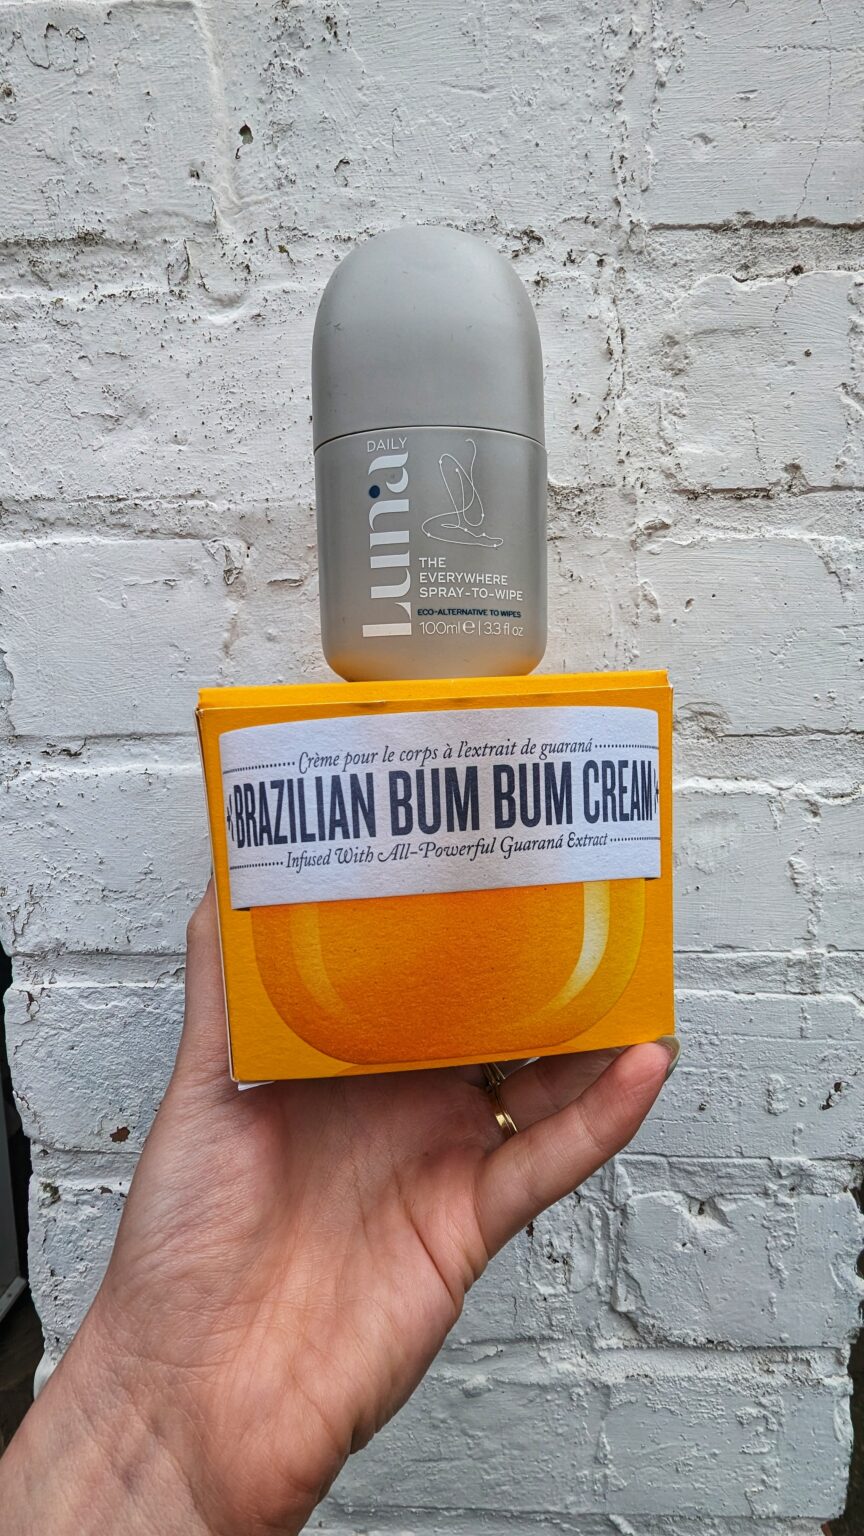 DAILY
Luna
THE
EVERYWHERE
SPRAY-TO-WIPE
ECO-ALTERNATIVE TO WIPES
100ml ℮ | 3.3 fl oz
Crème pour le corps à l'extrait de guaraná
BRAZILIAN BUM BUM CREAM
Infused With All-Powerful Guaraná Extract